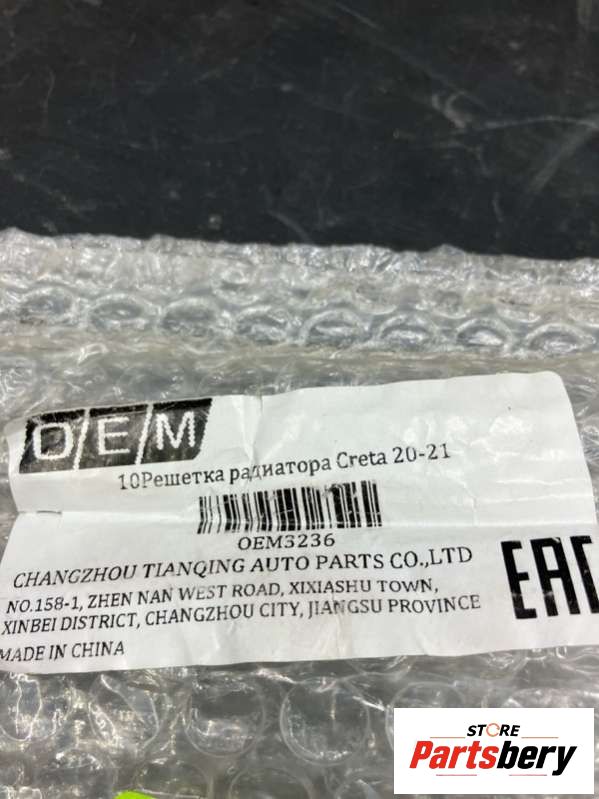 OEM
10Решетка радиатора Creta 20-21
OEM3236
CHANGZHOU TIANQING AUTO PARTS CO.,LTD
NO.158-1, ZHEN NAN WEST ROAD, XIXIASHU TOWN,
XINBEI DISTRICT, CHANGZHOU CITY, JIANGSU PROVINCE
MADE IN CHINA
EAC
STORE
Partsbery